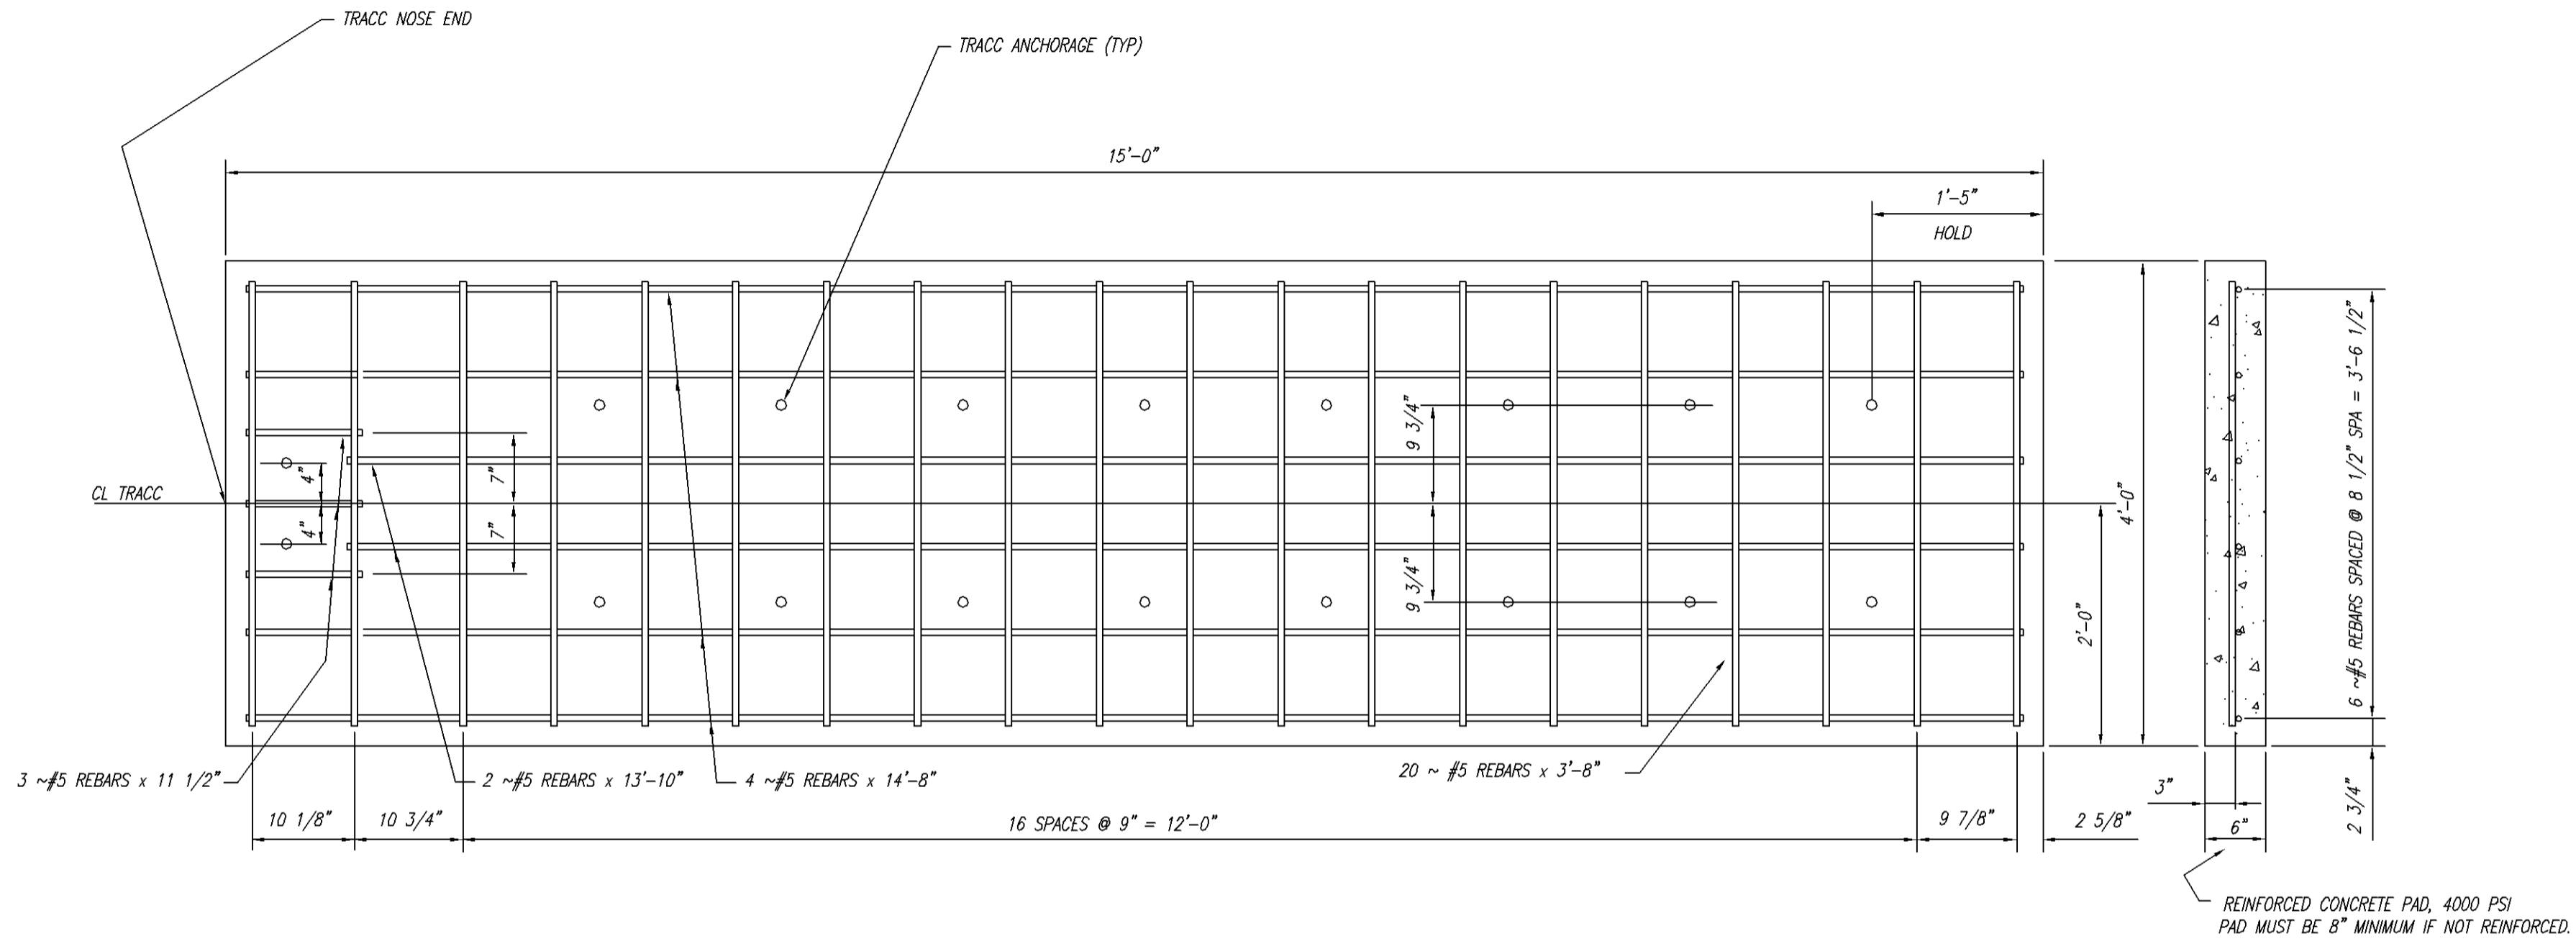 TRACC NOSE END
TRACC ANCHORAGE (TYP)
15'-0"
1'-5"
HOLD
9 3/4"
4"
7"
CL TRACC
4"
7"
9 3/4"
4'-0"
2'-0"
6 ~#5 REBARS SPACED @ 8 1/2" SPA = 3'-6 1/2"
3 ~#5 REBARS x 11 1/2"
2 ~#5 REBARS x 13'-10"
4 ~#5 REBARS x 14'-8"
20 ~ #5 REBARS x 3'-8"
10 1/8"
10 3/4"
16 SPACES @ 9" = 12'-0"
9 7/8"
2 5/8"
3"
6"
2 3/4"
REINFORCED CONCRETE PAD, 4000 PSI
PAD MUST BE 8" MINIMUM IF NOT REINFORCED.